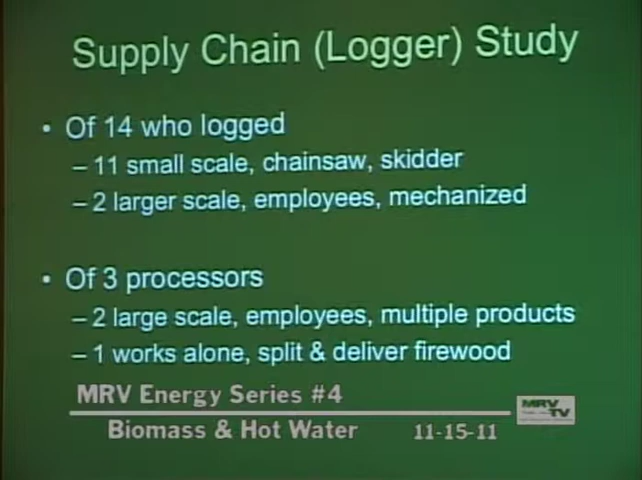 Supply Chain (Logger) Study
• Of 14 who logged
– 11 small scale, chainsaw, skidder
– 2 larger scale, employees, mechanized
• Of 3 processors
– 2 large scale, employees, multiple products
– 1 works alone, split & deliver firewood
MRV Energy Series #4
Biomass & Hot Water 11-15-11
MRV
TV